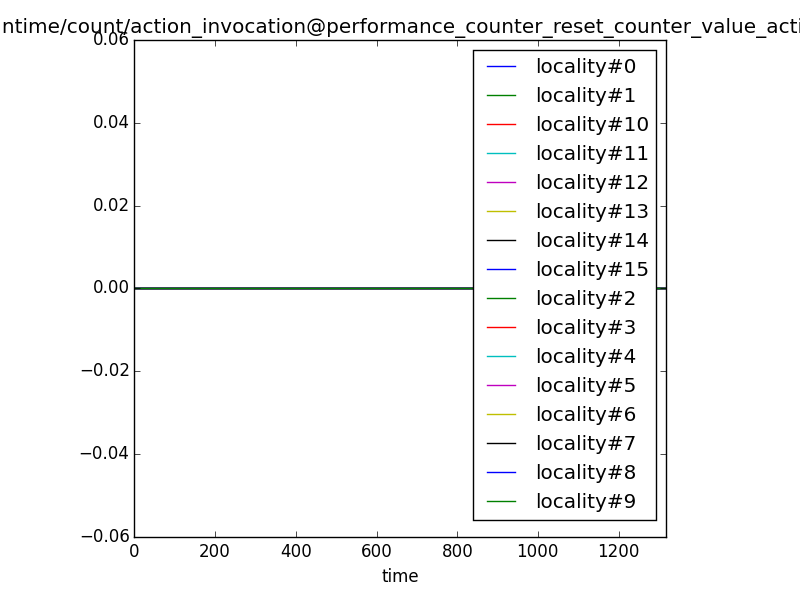 ntime/count/action_invocation@performance_counter_reset_counter_value_acti
0.06
0.04
0.02
0.00
−0.02
−0.04
−0.06
0 200 400 600 800 1000 1200
time
locality#0
locality#1
locality#10
locality#11
locality#12
locality#13
locality#14
locality#15
locality#2
locality#3
locality#4
locality#5
locality#6
locality#7
locality#8
locality#9